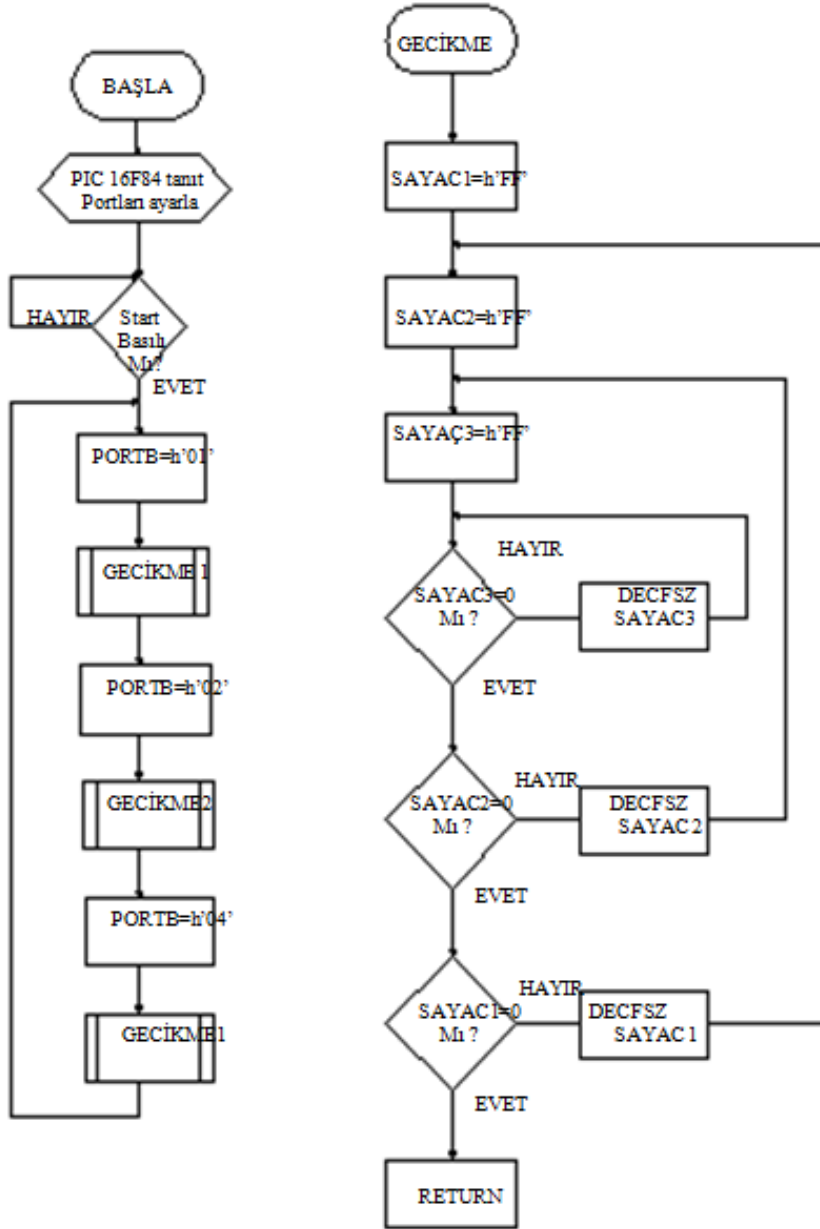 BAŞLA
PIC 16F84 tanıt
Portları ayarla
HAYIR
Start
Basılı
Mı?
EVET
PORTB=h'01'
GECİKME 1
PORTB=h'02'
GECİKME2
PORTB=h'04'
GECİKME1
GECİKME
SAYAC1=h'FF'
SAYAC2=h'FF'
SAYAÇ3=h'FF'
HAYIR
SAYAC3=0
Mı ?
DECFSZ
SAYAC3
EVET
HAYIR
SAYAC2=0
Mı ?
DECFSZ
SAYAC 2
EVET
HAYIR
SAYAC1=0
Mı ?
DECFSZ
SAYAC 1
EVET
RETURN